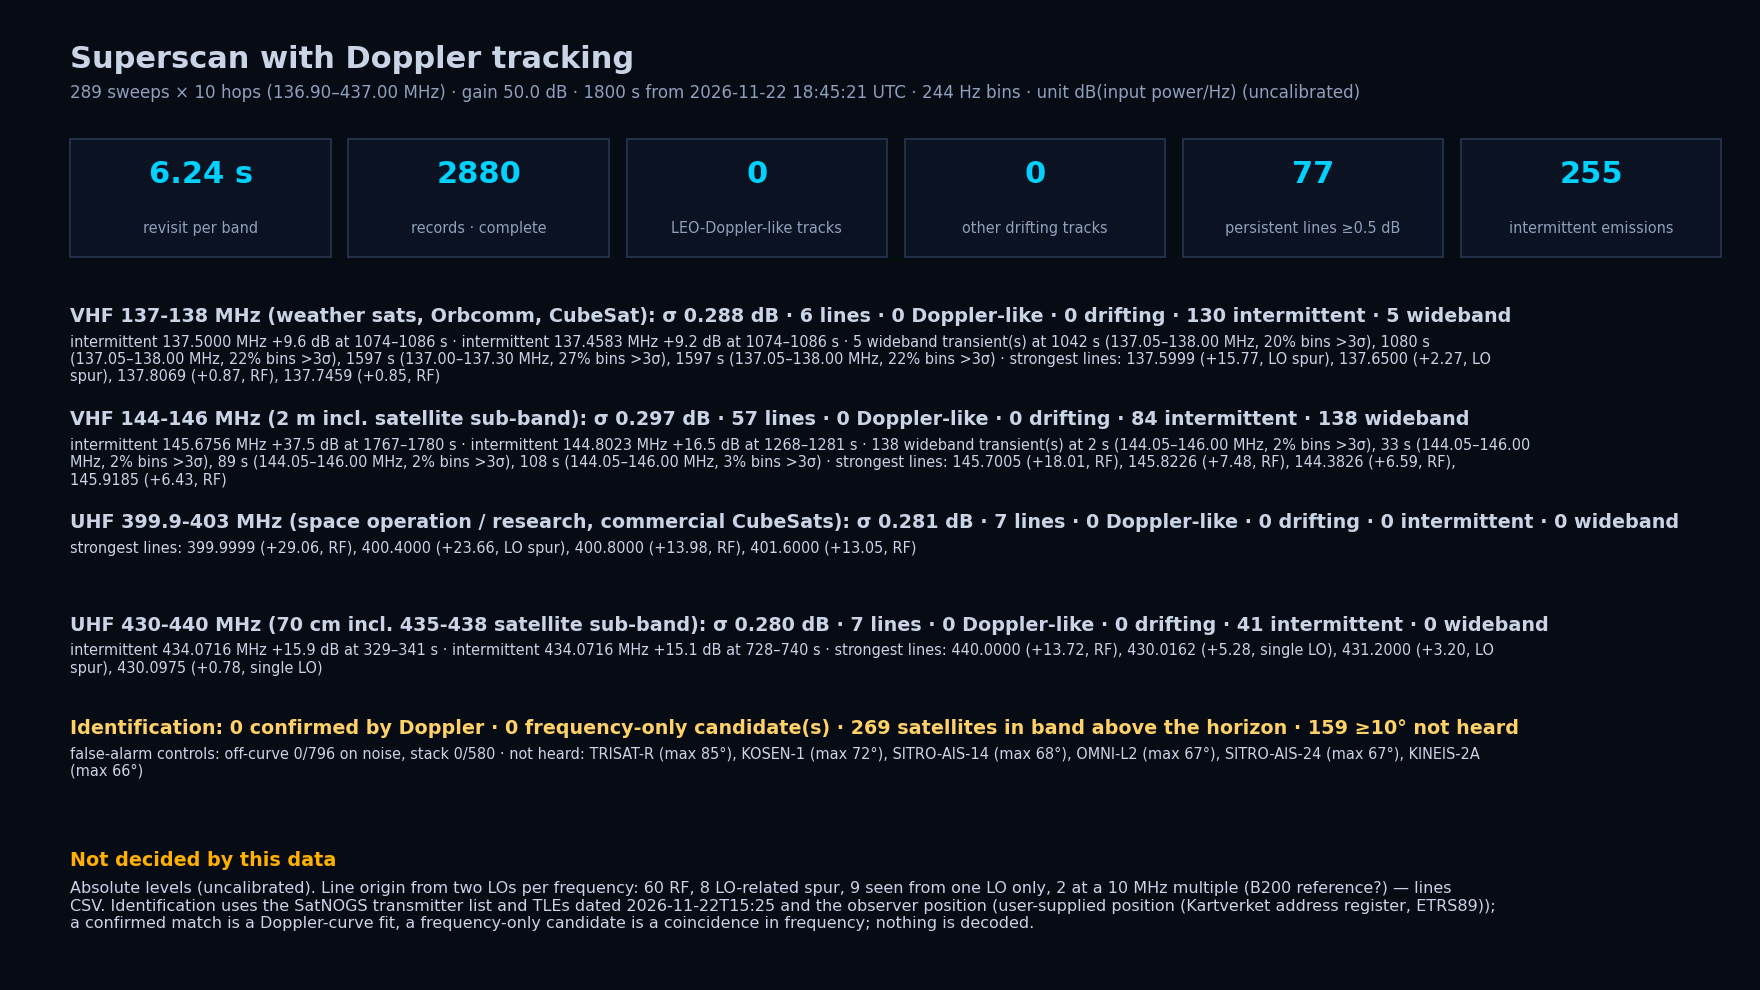 Superscan with Doppler tracking
289 sweeps × 10 hops (136.90–437.00 MHz) · gain 50.0 dB · 1800 s from 2026-11-22 18:45:21 UTC · 244 Hz bins · unit dB(input power/Hz) (uncalibrated)
6.24 s
revisit per band
2880
records · complete
0
LEO-Doppler-like tracks
0
other drifting tracks
77
persistent lines ≥0.5 dB
255
intermittent emissions
VHF 137-138 MHz (weather sats, Orbcomm, CubeSat): σ 0.288 dB · 6 lines · 0 Doppler-like · 0 drifting · 130 intermittent · 5 wideband
intermittent 137.5000 MHz +9.6 dB at 1074–1086 s · intermittent 137.4583 MHz +9.2 dB at 1074–1086 s · 5 wideband transient(s) at 1042 s (137.05–138.00 MHz, 20% bins >3σ), 1080 s
(137.05–138.00 MHz, 22% bins >3σ), 1597 s (137.00–137.30 MHz, 27% bins >3σ), 1597 s (137.05–138.00 MHz, 22% bins >3σ) · strongest lines: 137.5999 (+15.77, LO spur), 137.6500 (+2.27, LO
spur), 137.8069 (+0.87, RF), 137.7459 (+0.85, RF)
VHF 144-146 MHz (2 m incl. satellite sub-band): σ 0.297 dB · 57 lines · 0 Doppler-like · 0 drifting · 84 intermittent · 138 wideband
intermittent 145.6756 MHz +37.5 dB at 1767–1780 s · intermittent 144.8023 MHz +16.5 dB at 1268–1281 s · 138 wideband transient(s) at 2 s (144.05–146.00 MHz, 2% bins >3σ), 33 s (144.05–146.00
MHz, 2% bins >3σ), 89 s (144.05–146.00 MHz, 2% bins >3σ), 108 s (144.05–146.00 MHz, 3% bins >3σ) · strongest lines: 145.7005 (+18.01, RF), 145.8226 (+7.48, RF), 144.3826 (+6.59, RF),
145.9185 (+6.43, RF)
UHF 399.9-403 MHz (space operation / research, commercial CubeSats): σ 0.281 dB · 7 lines · 0 Doppler-like · 0 drifting · 0 intermittent · 0 wideband
strongest lines: 399.9999 (+29.06, RF), 400.4000 (+23.66, LO spur), 400.8000 (+13.98, RF), 401.6000 (+13.05, RF)
UHF 430-440 MHz (70 cm incl. 435-438 satellite sub-band): σ 0.280 dB · 7 lines · 0 Doppler-like · 0 drifting · 41 intermittent · 0 wideband
intermittent 434.0716 MHz +15.9 dB at 329–341 s · intermittent 434.0716 MHz +15.1 dB at 728–740 s · strongest lines: 440.0000 (+13.72, RF), 430.0162 (+5.28, single LO), 431.2000 (+3.20, LO
spur), 430.0975 (+0.78, single LO)
Identification: 0 confirmed by Doppler · 0 frequency-only candidate(s) · 269 satellites in band above the horizon · 159 ≥10° not heard
false-alarm controls: off-curve 0/796 on noise, stack 0/580 · not heard: TRISAT-R (max 85°), KOSEN-1 (max 72°), SITRO-AIS-14 (max 68°), OMNI-L2 (max 67°), SITRO-AIS-24 (max 67°), KINEIS-2A
(max 66°)
Not decided by this data
Absolute levels (uncalibrated). Line origin from two LOs per frequency: 60 RF, 8 LO-related spur, 9 seen from one LO only, 2 at a 10 MHz multiple (B200 reference?) — lines
CSV. Identification uses the SatNOGS transmitter list and TLEs dated 2026-11-22T15:25 and the observer position (user-supplied position (Kartverket address register, ETRS89));
a confirmed match is a Doppler-curve fit, a frequency-only candidate is a coincidence in frequency; nothing is decoded.